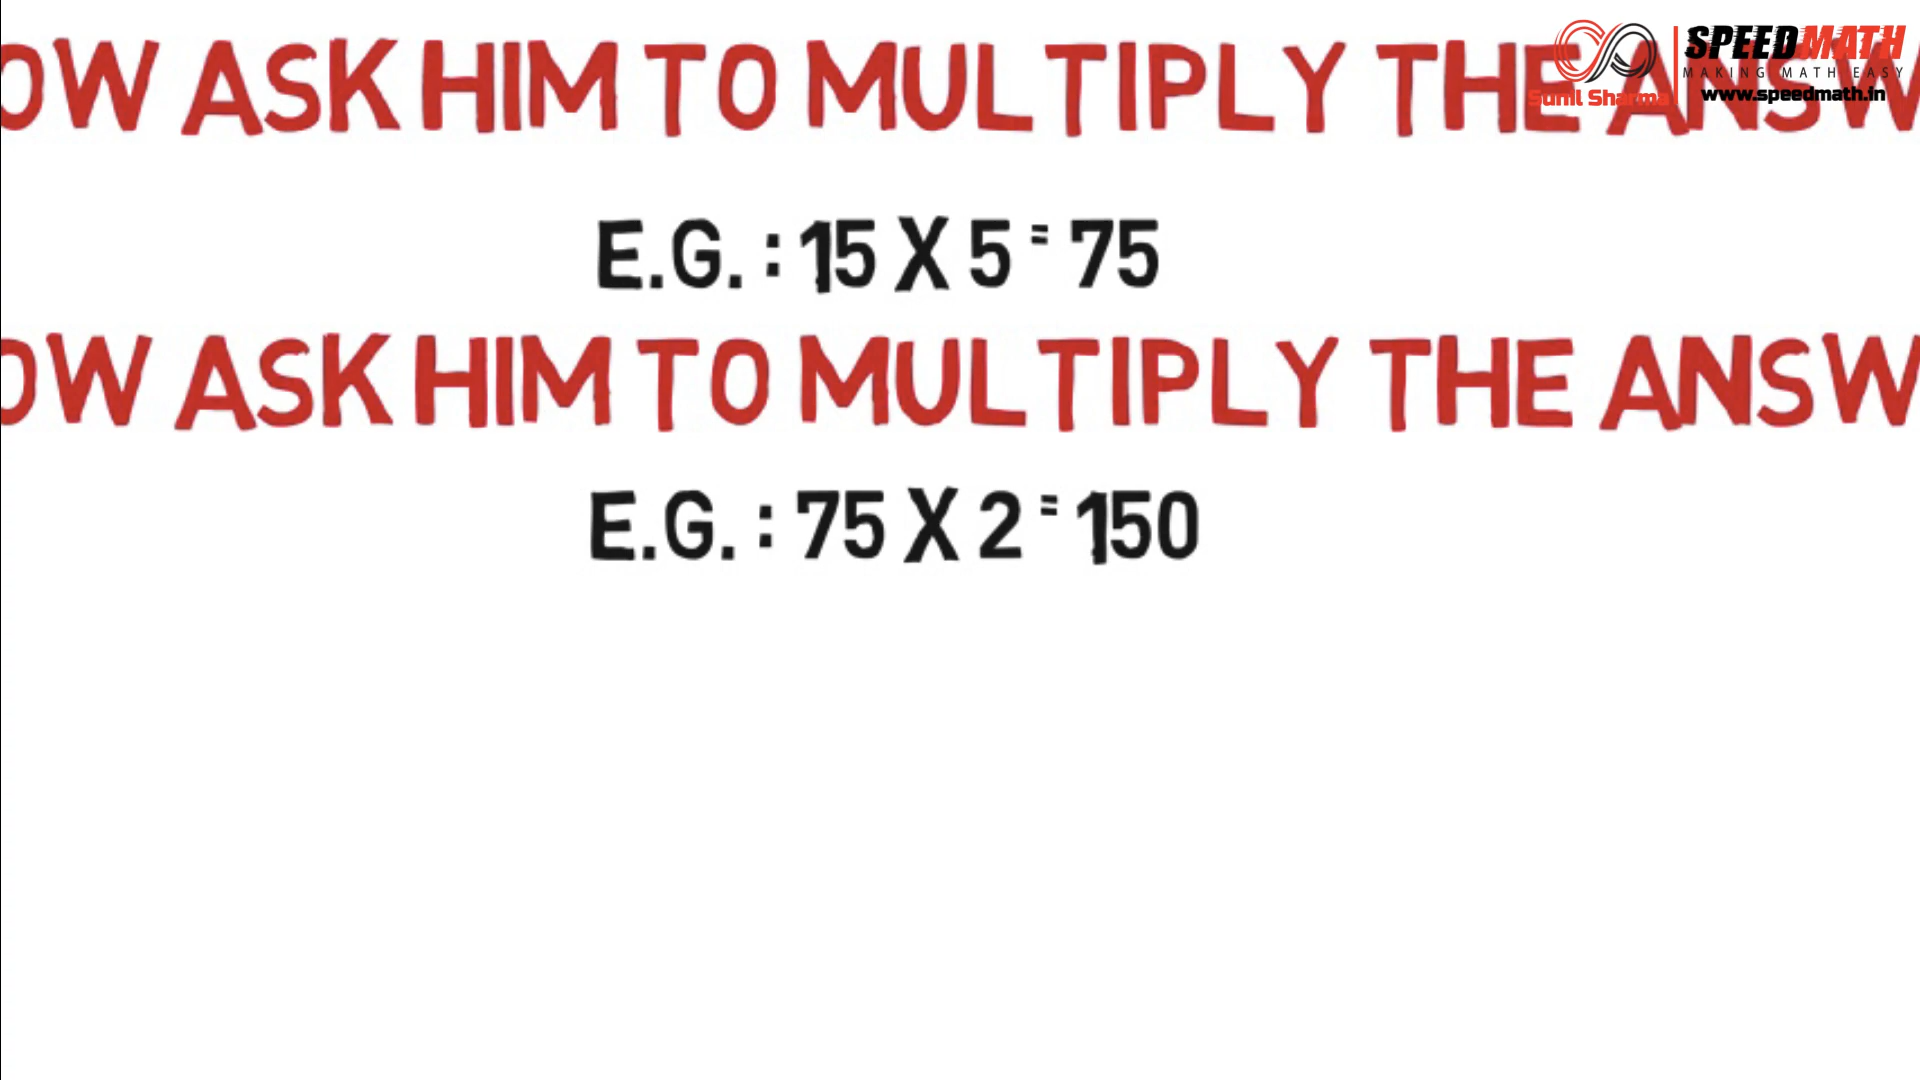 OW ASK HIM TO MULTIPLY THE ANSW
SPEEDMATH
MAKING MATH EASY
Sunil Sharma
www.speedmath.in
E.G. : 15 X 5 = 75
OW ASK HIM TO MULTIPLY THE ANSW
E.G. : 75 X 2 = 150